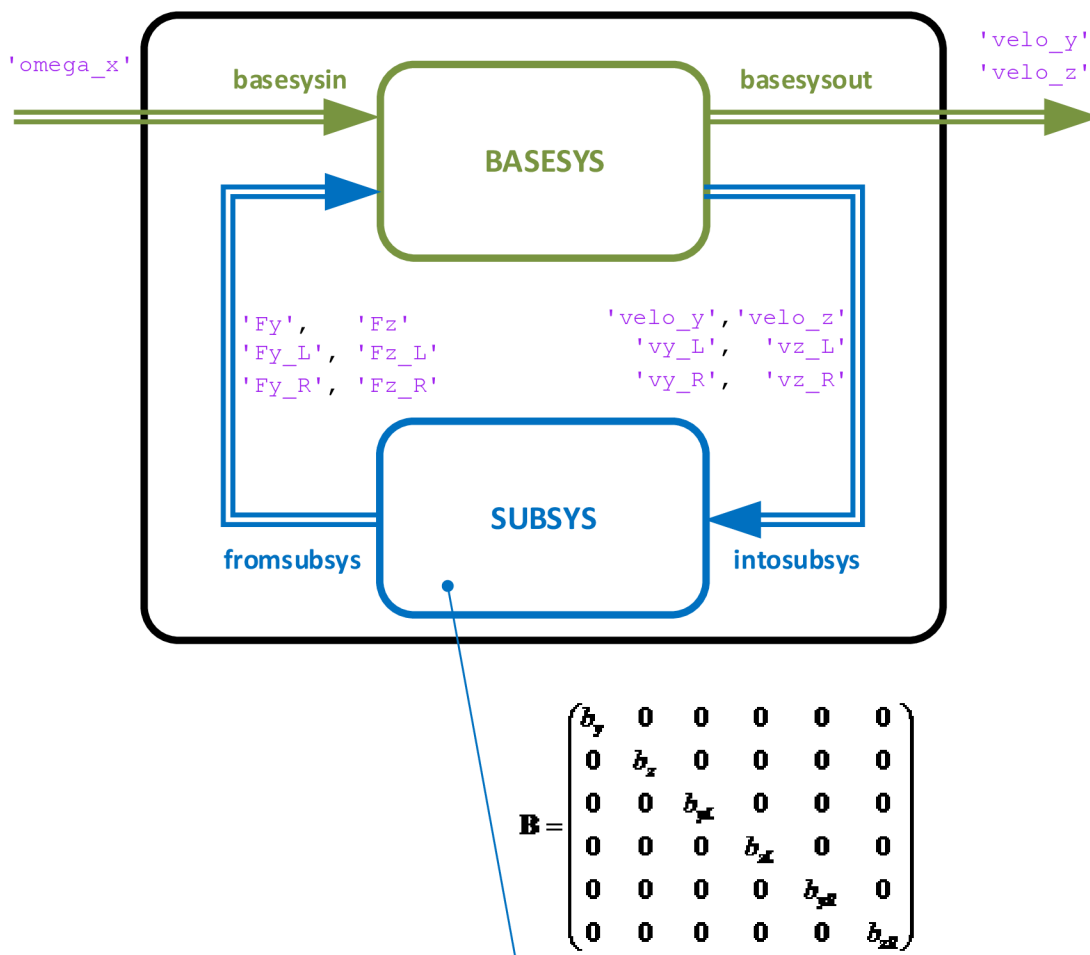 'omega_x'
'velo_y'
'velo_z'
basesysin
basesysout
BASESYS
'Fy', 'Fz'
'Fy_L', 'Fz_L'
'Fy_R', 'Fz_R'
'velo_y','velo_z'
'vy_L', 'vz_L'
'vy_R', 'vz_R'
SUBSYS
fromsubsys
intosubsys
b_y 0 0 0 0 0
0 b_z 0 0 0 0
0 0 b_yL 0 0 0
B = 0 0 0 b_zL 0 0
0 0 0 0 b_yR 0
0 0 0 0 0 b_zR